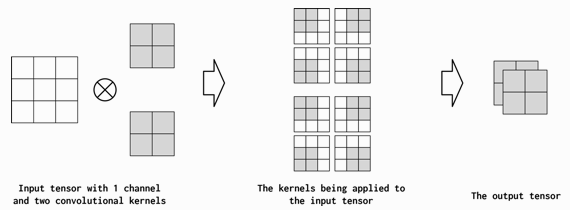 Input tensor with 1 channel
and two convolutional kernels
The kernels being applied to
the input tensor
The output tensor